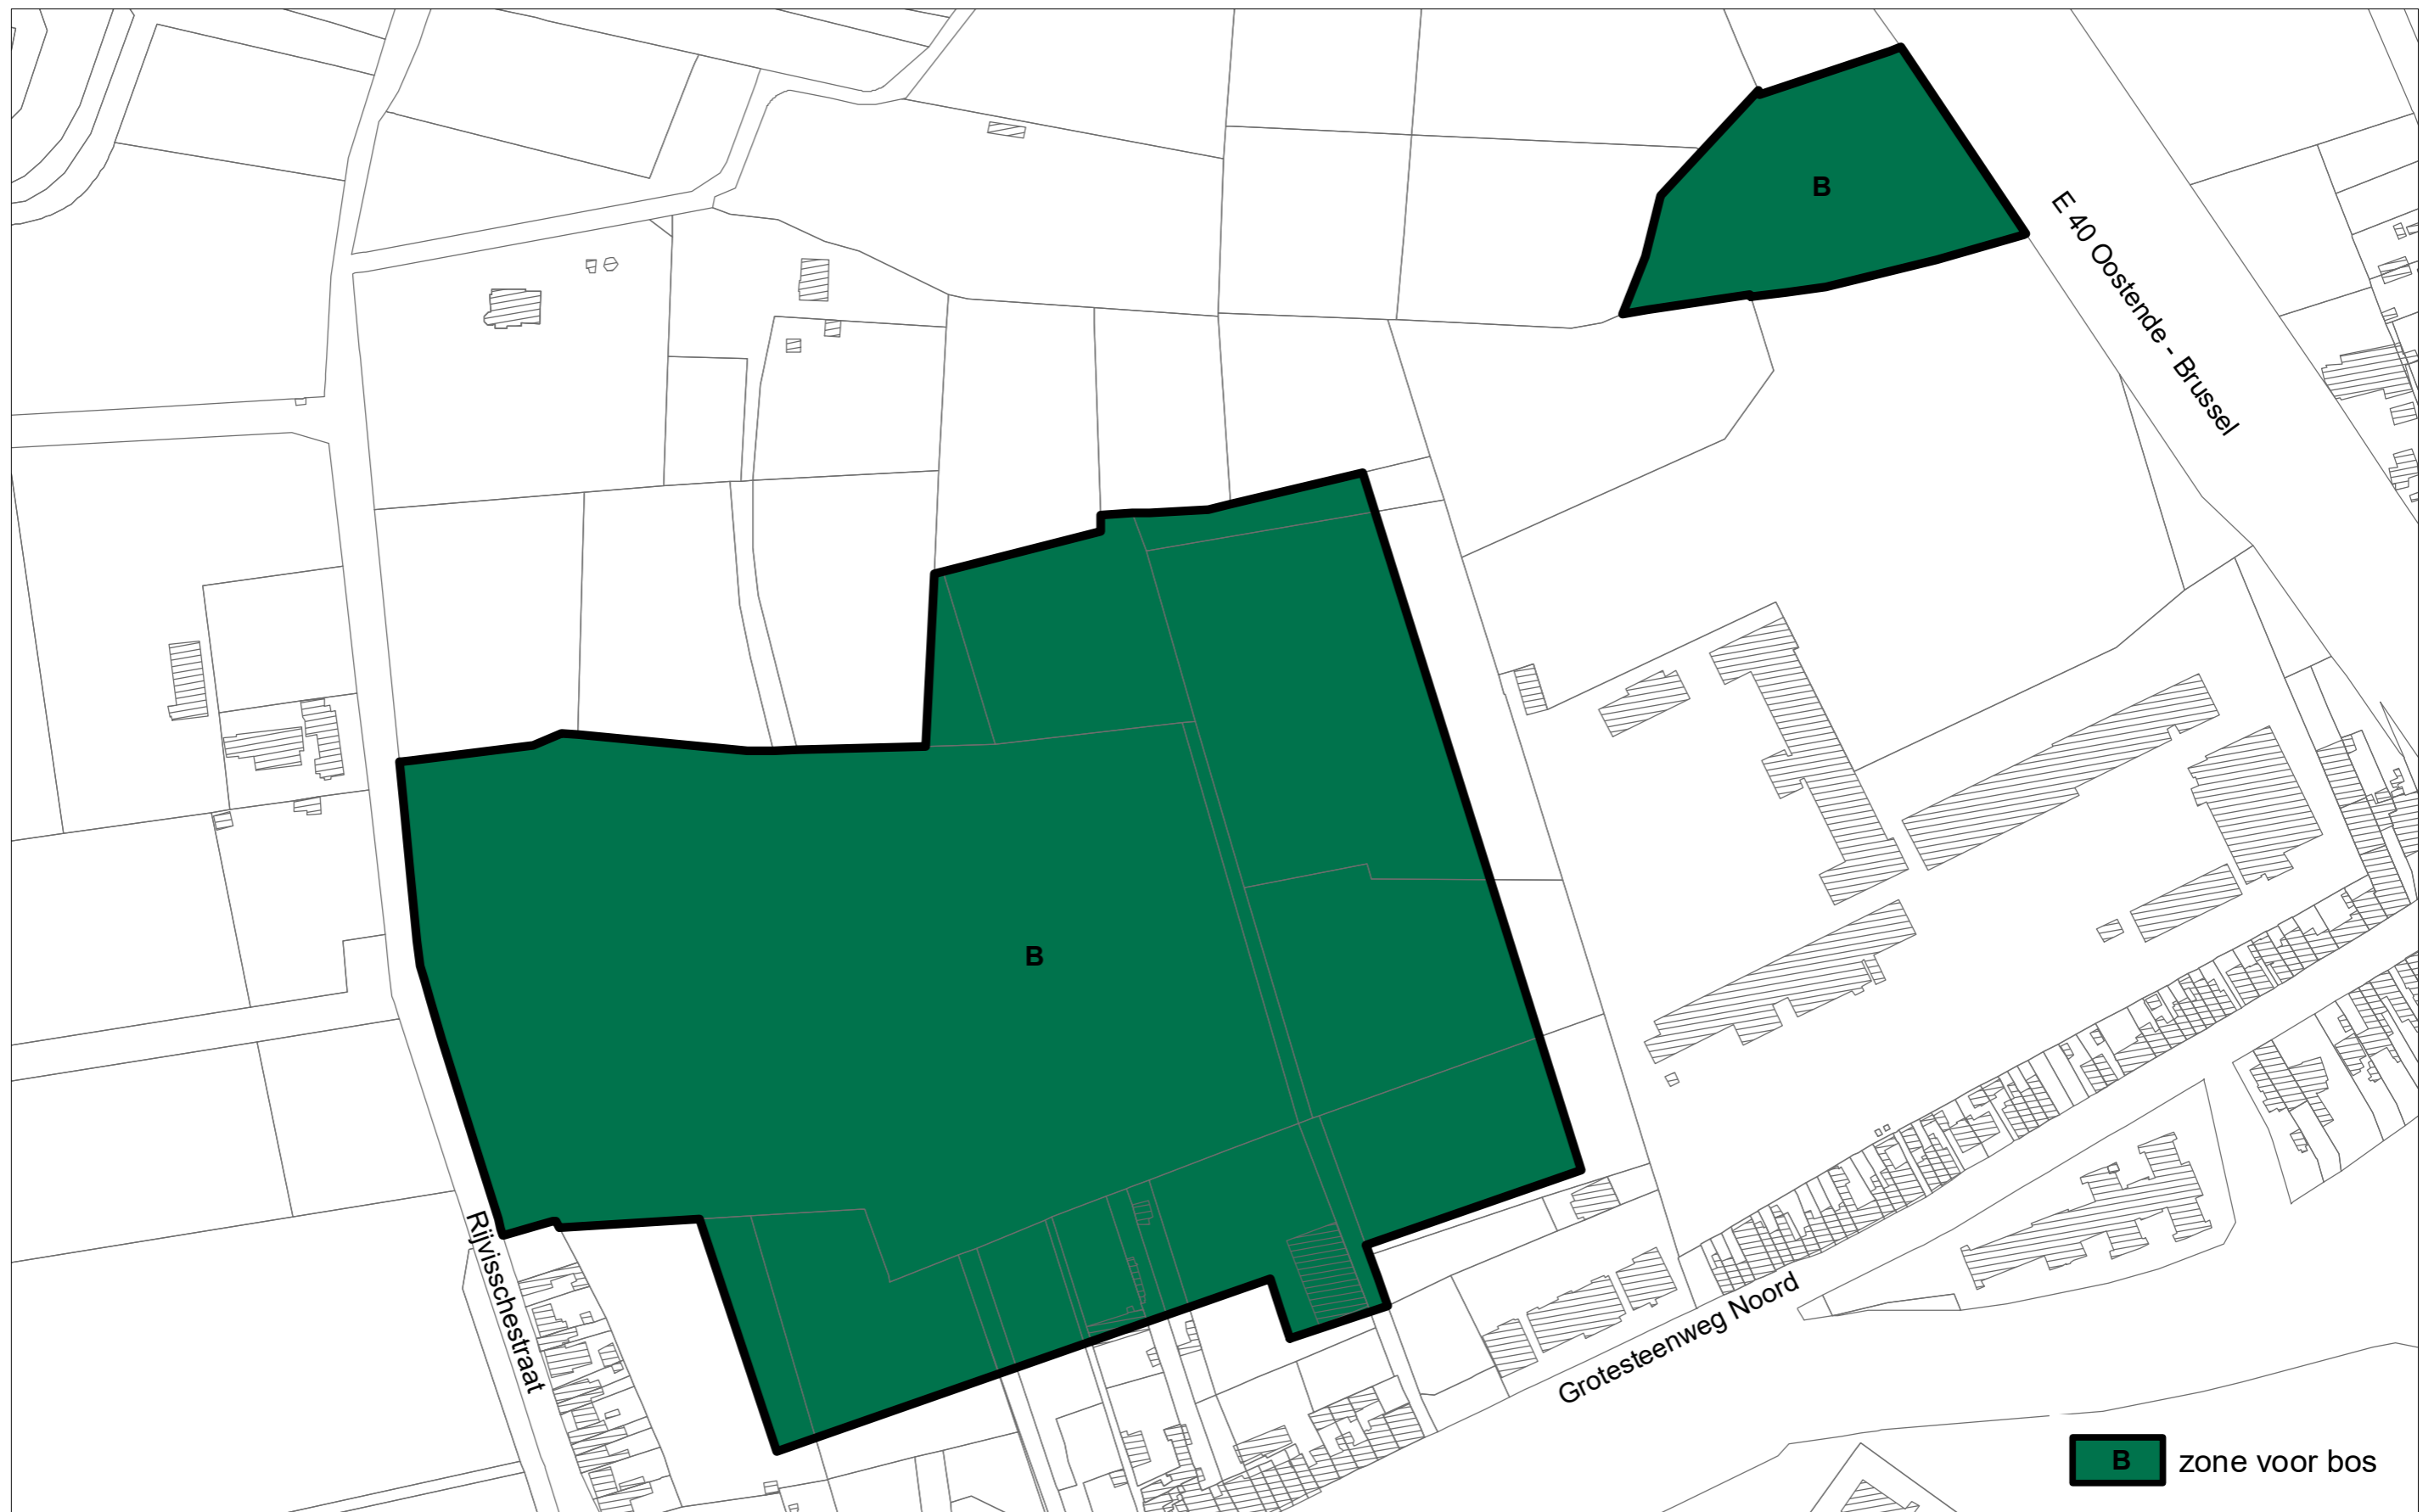 B
E 40 Oostende - Brussel
B
Rijvisschestraat
Grotesteenweg Noord
B zone voor bos